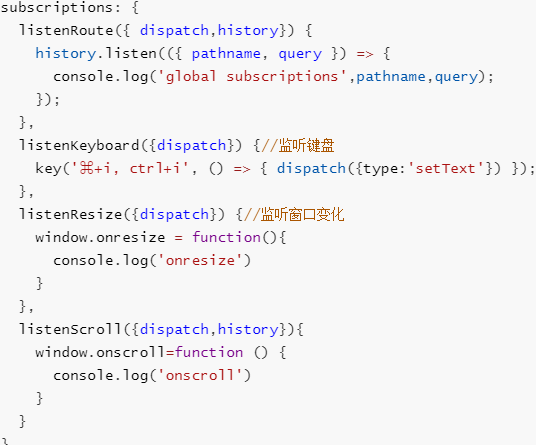 subscriptions: {
  listenRoute({ dispatch,history}) {
    history.listen(({ pathname, query }) => {
      console.log('global subscriptions',pathname,query);
    });
  },
  listenKeyboard({dispatch}) {//监听键盘
    key('⌘+i, ctrl+i', () => { dispatch({type:'setText'}) });
  },
  listenResize({dispatch}) {//监听窗口变化
    window.onresize = function(){
      console.log('onresize')
    }
  },
  listenScroll({dispatch,history}){
    window.onscroll=function () {
      console.log('onscroll')
    }
  }
}